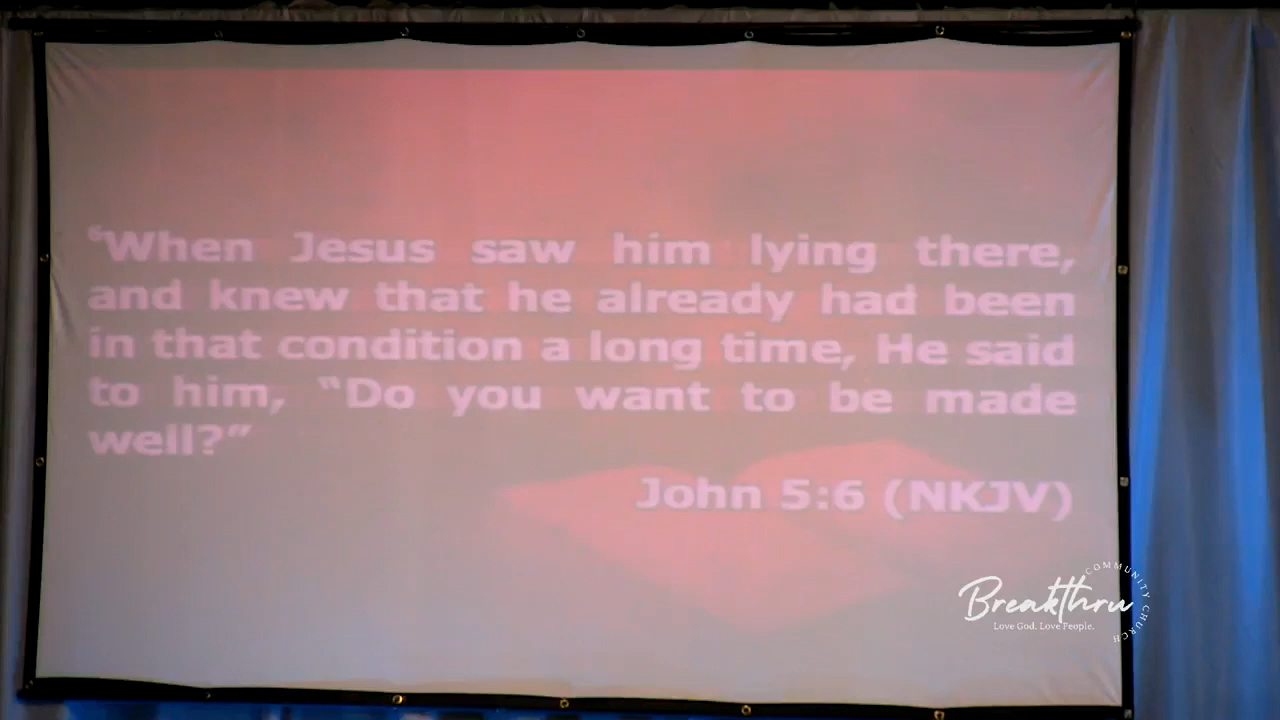 ⁶When Jesus saw him lying there,
and knew that he already had been
in that condition a long time, He said
to him, “Do you want to be made
well?”
John 5:6 (NKJV)
Breakthru
COMMUNITY CHURCH
Love God. Love People.